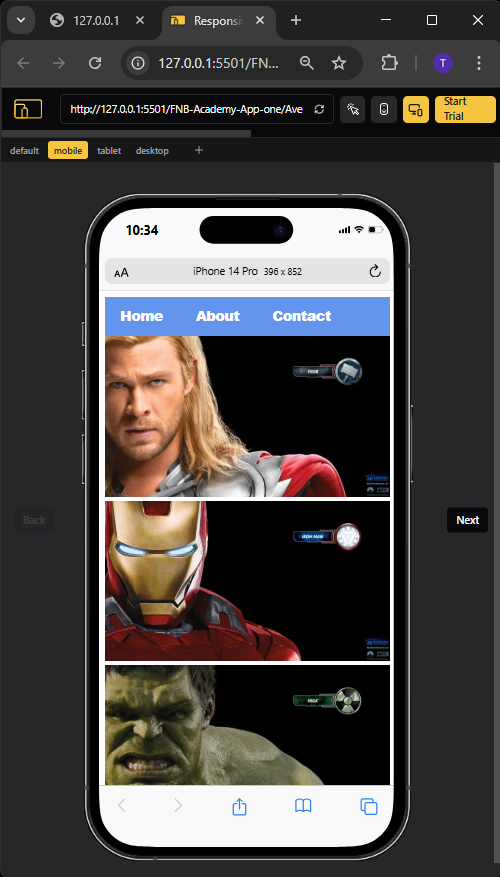 127.0.0.1
Responsi
127.0.0.1:5501/FN...
T
http://127.0.0.1:5501/FNB-Academy-App-one/Ave
Start
Trial
default
mobile
tablet
desktop
10:34
AA
iPhone 14 Pro 396 x 852
Home
About
Contact
THOR
IRON MAN
HULK
Back
Next